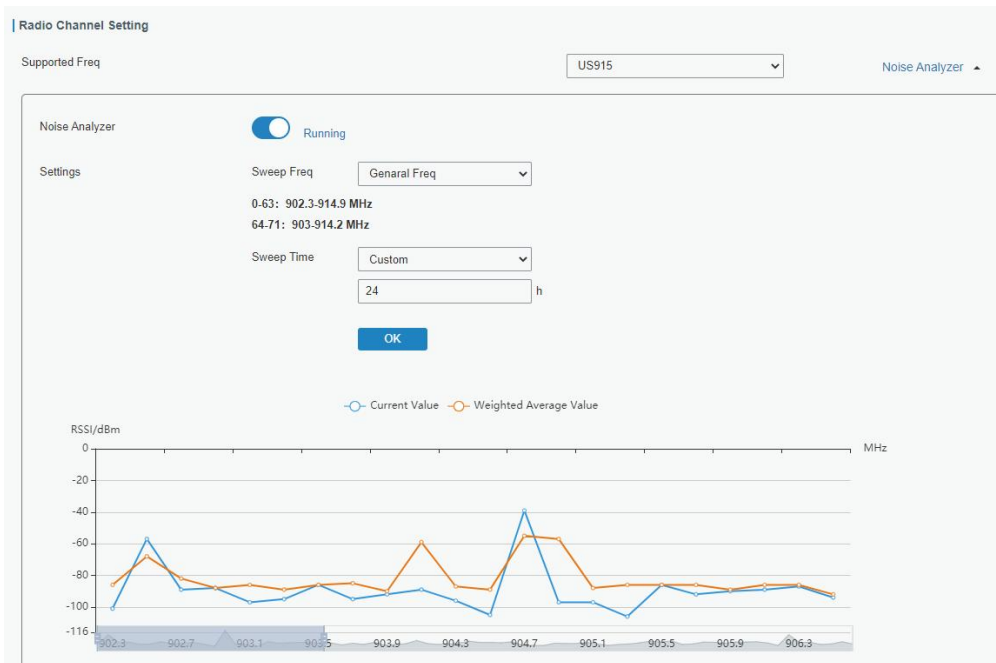 Radio Channel Setting
Supported Freq US915 Noise Analyzer
Noise Analyzer Running
Settings Sweep Freq Genaral Freq
0-63: 902.3-914.9 MHz
64-71: 903-914.2 MHz
Sweep Time Custom
24 h
OK
Current Value Weighted Average Value
RSSI/dBm
0 MHz
-20
-40
-60
-80
-100
-116
902.3 902.7 903.1 903.5 903.9 904.3 904.7 905.1 905.5 905.9 906.3